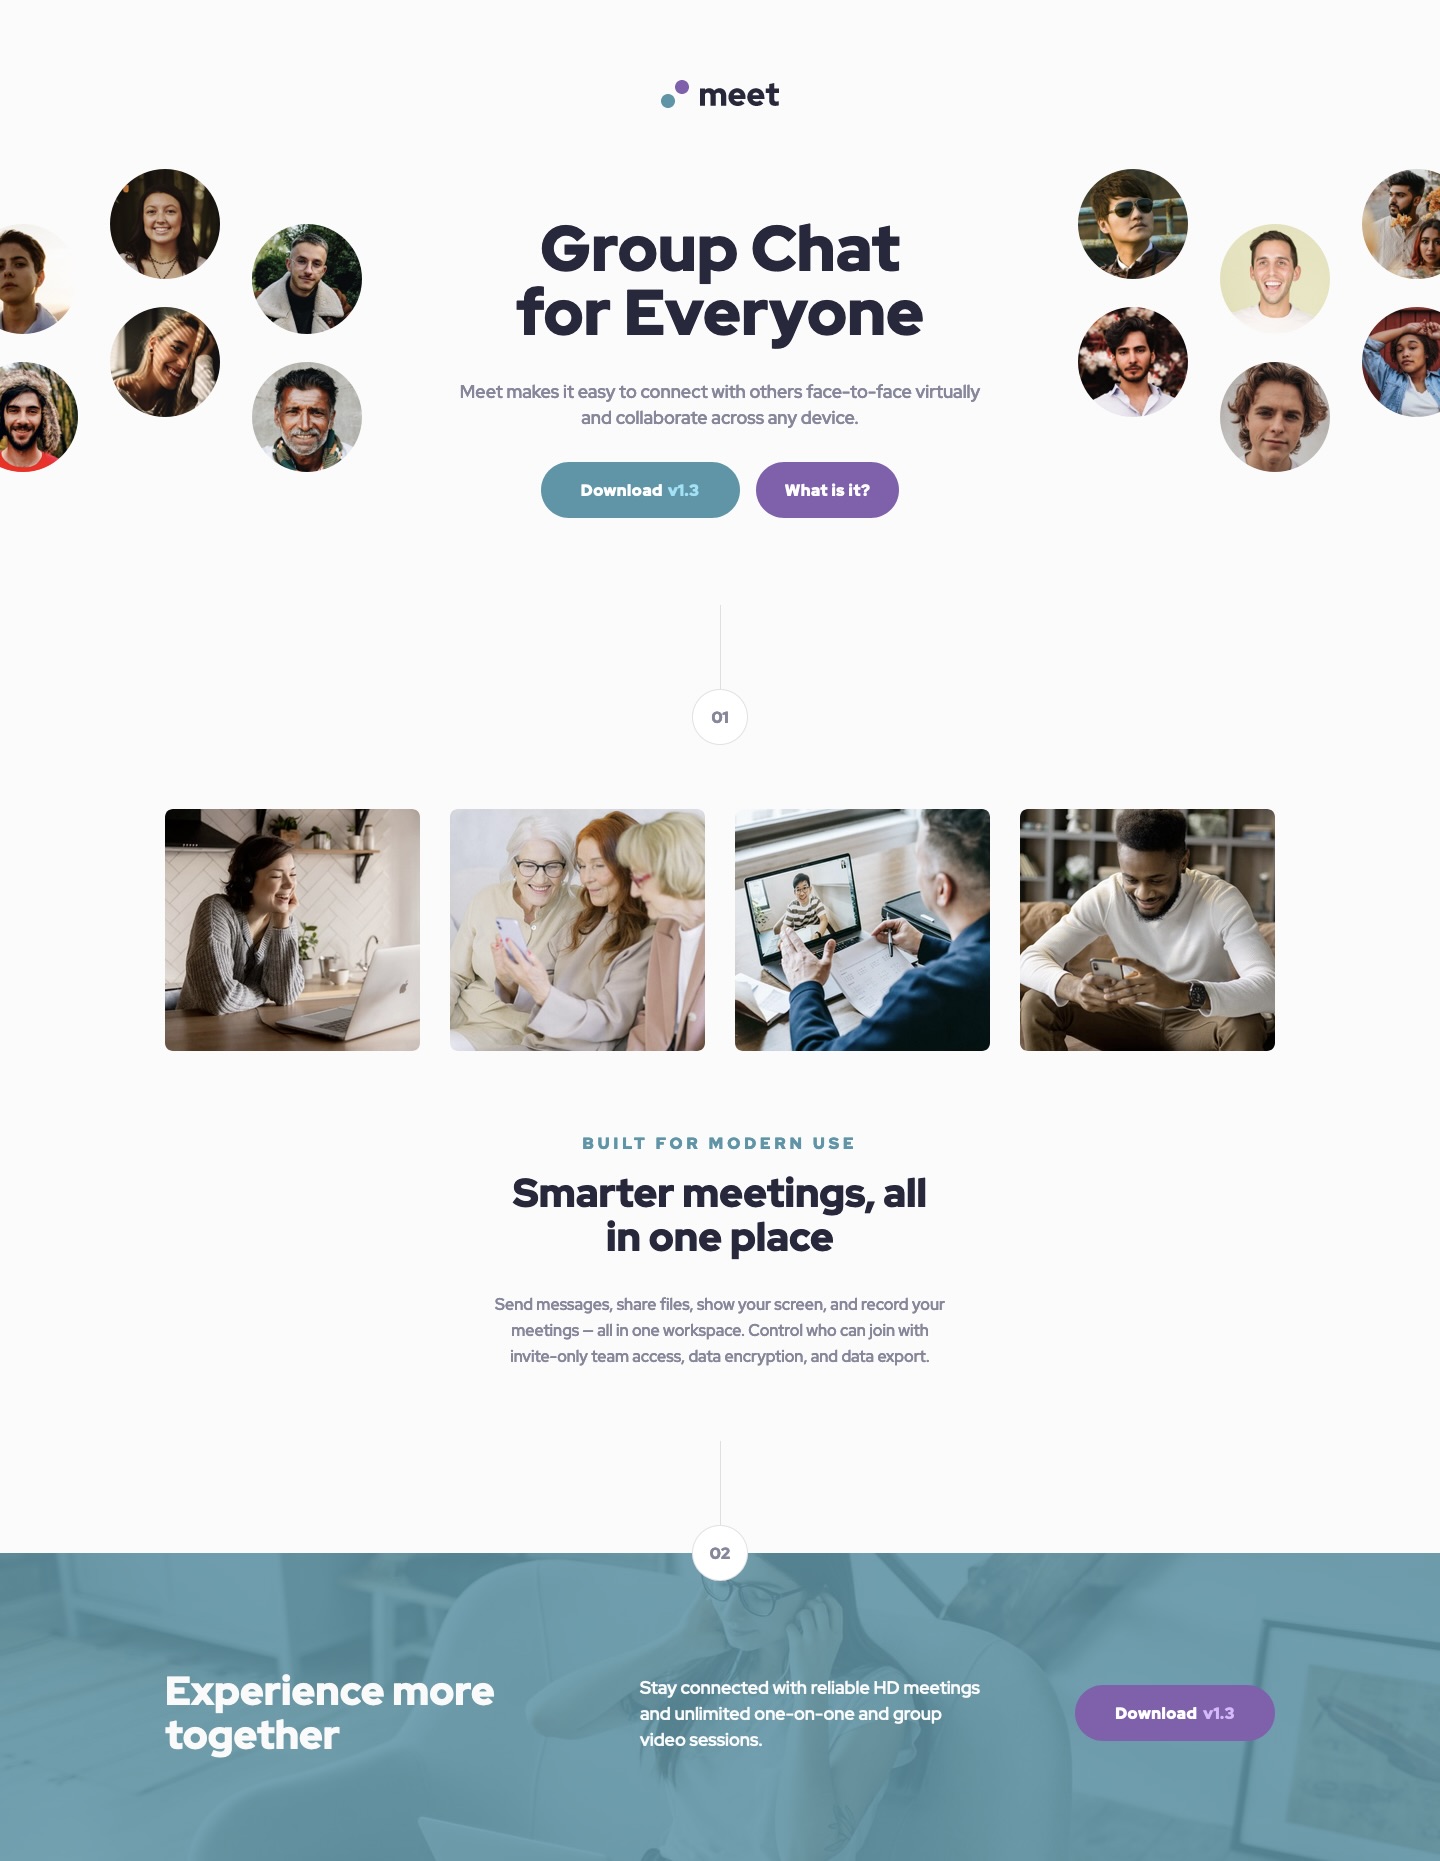 meet
Group Chat
for Everyone
Meet makes it easy to connect with others face-to-face virtually
and collaborate across any device.
Download v1.3
What is it?
01
BUILT FOR MODERN USE
Smarter meetings, all
in one place
Send messages, share files, show your screen, and record your
meetings — all in one workspace. Control who can join with
invite-only team access, data encryption, and data export.
02
Experience more
together
Stay connected with reliable HD meetings
and unlimited one-on-one and group
video sessions.
Download v1.3